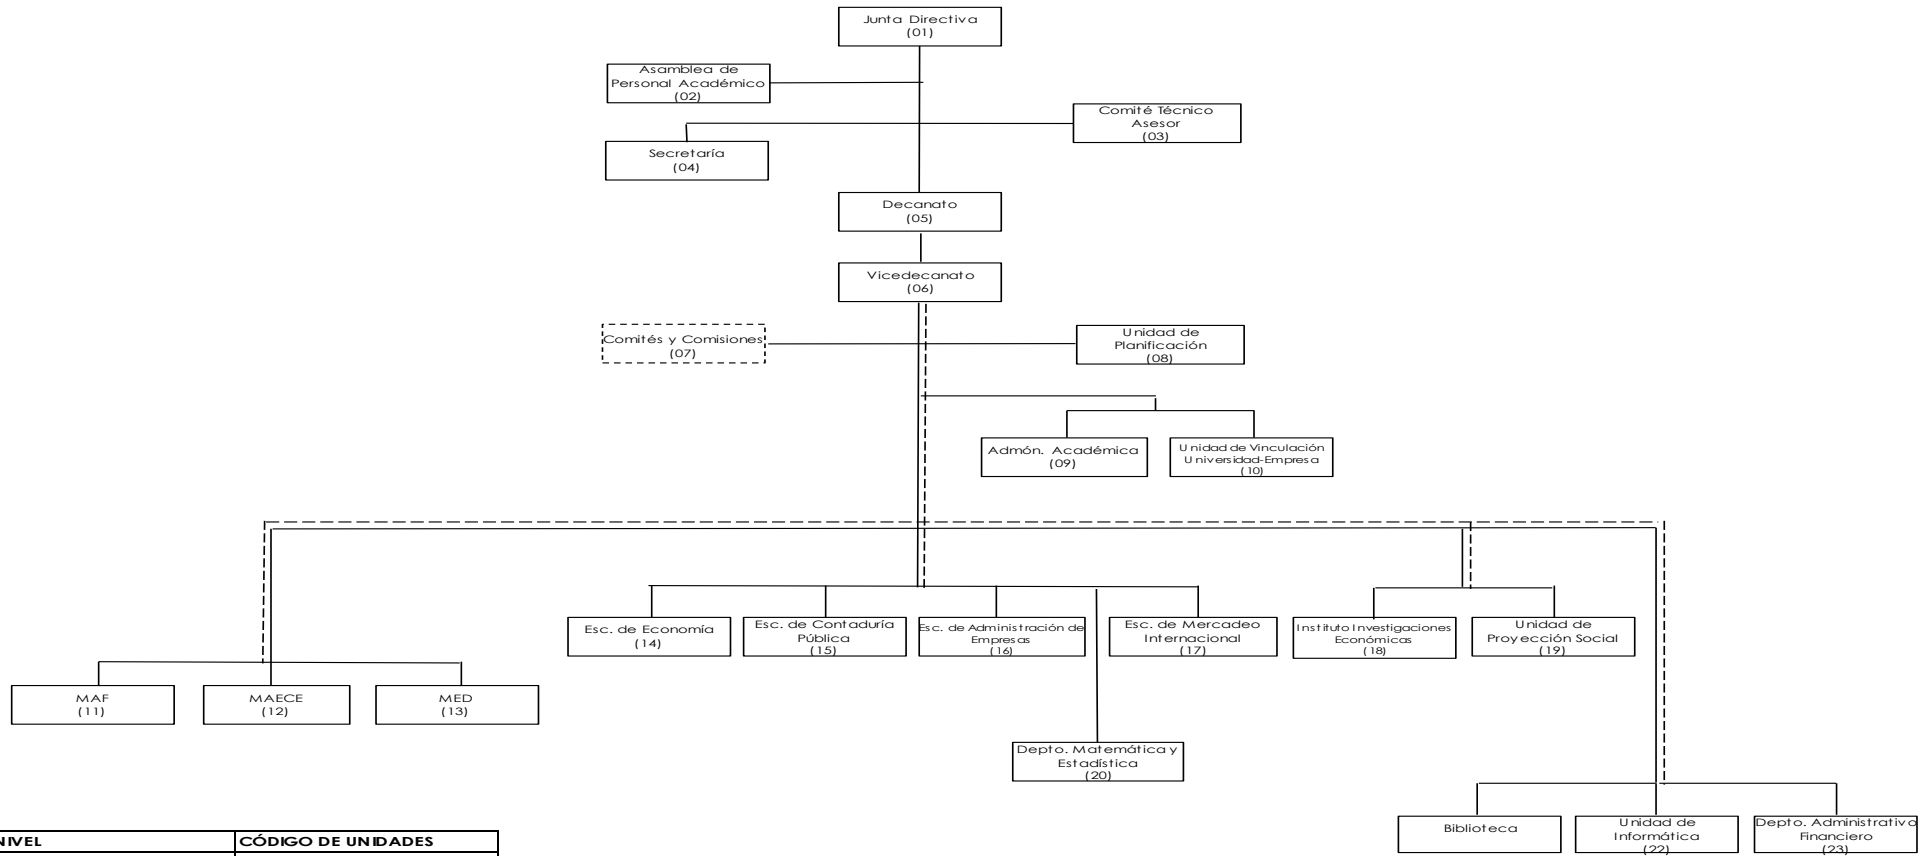 Junta Directiva
(01)
Asamblea de
Personal Académico
(02)
Comité Técnico
Asesor
(03)
Secretaría
(04)
Decanato
(05)
Vicedecanato
(06)
Comités y Comisiones
(07)
Unidad de
Planificación
(08)
Admón. Académica
(09)
Unidad de Vinculación
Universidad-Empresa
(10)
MAF
(11)
MAECE
(12)
MED
(13)
Esc. de Economía
(14)
Esc. de Contaduría
Pública
(15)
Esc. de Administración de
Empresas
(16)
Esc. de Mercadeo
Internacional
(17)
Instituto Investigaciones
Económicas
(18)
Unidad de
Proyección Social
(19)
Depto. Matemática y
Estadística
(20)
Biblioteca
Unidad de
Informática
(22)
Depto. Administrativo
Financiero
(23)
NIVEL
CÓDIGO DE UNIDADES